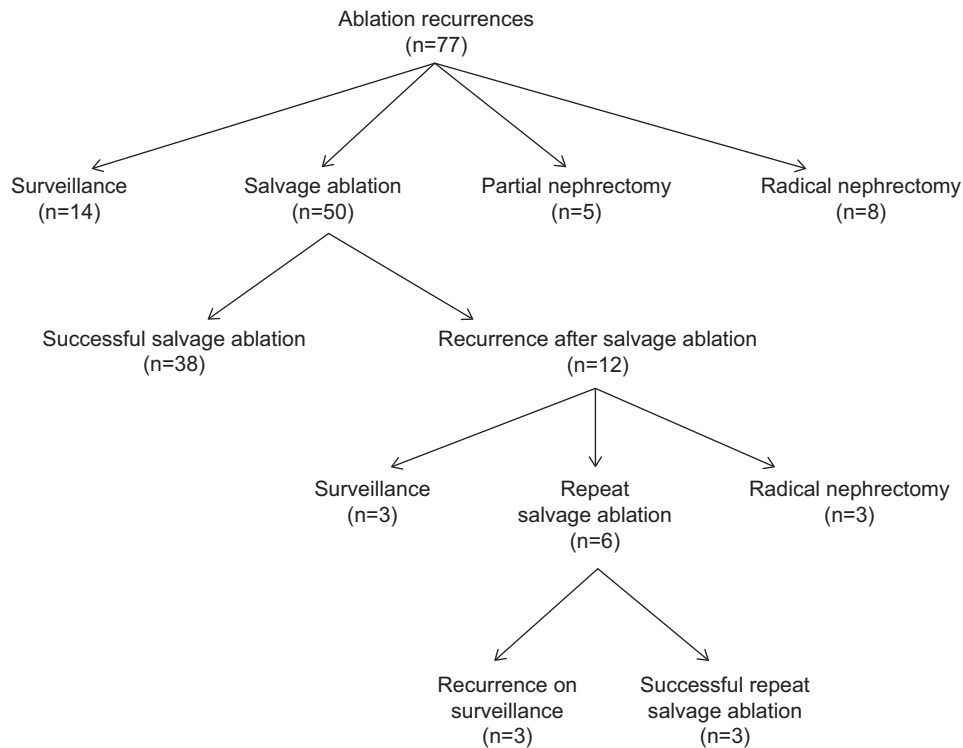 Ablation recurrences
(n=77)
Surveillance
(n=14)
Salvage ablation
(n=50)
Partial nephrectomy
(n=5)
Radical nephrectomy
(n=8)
Successful salvage ablation
(n=38)
Recurrence after salvage ablation
(n=12)
Surveillance
(n=3)
Repeat
salvage ablation
(n=6)
Radical nephrectomy
(n=3)
Recurrence on
surveillance
(n=3)
Successful repeat
salvage ablation
(n=3)